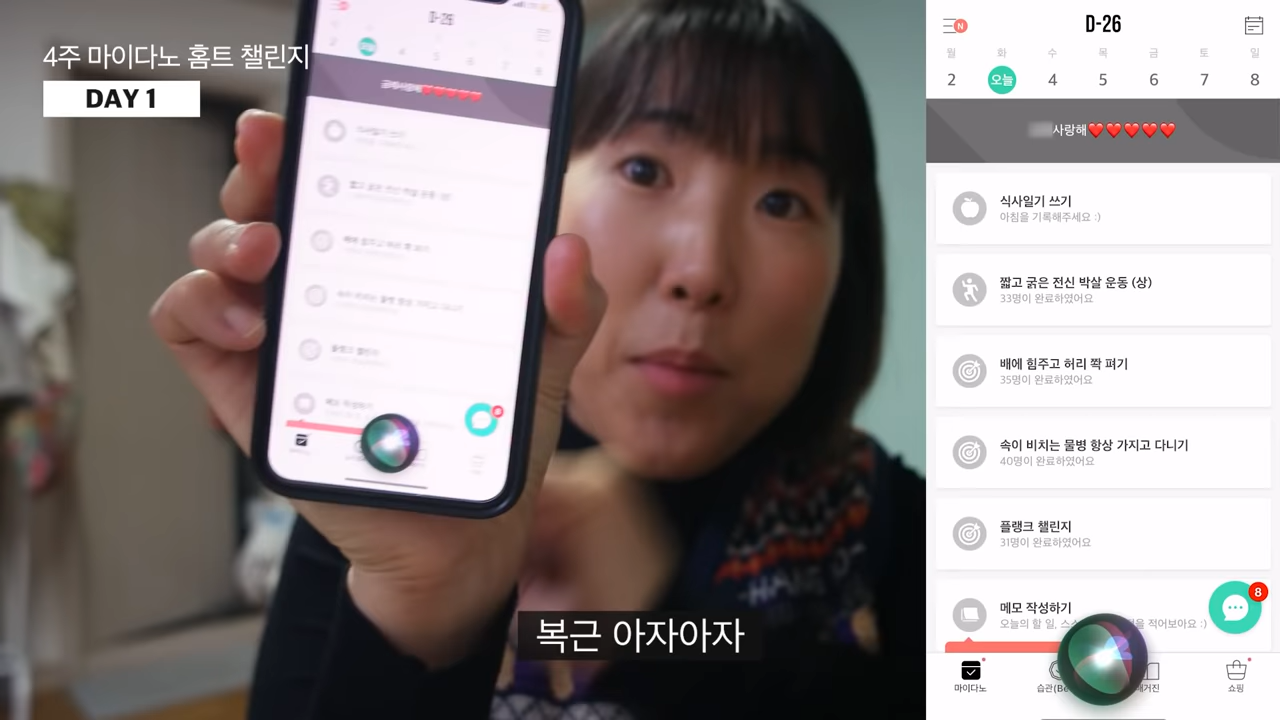 4주 마이다노 홈트 챌린지
DAY 1
D-26
복근 아자아자
N
D-26
월 화 수 목 금 토 일
2 오늘 4 5 6 7 8
사랑해❤️❤️❤️❤️❤️
식사일기 쓰기
아침을 기록해주세요 :)
짧고 굵은 전신 박살 운동 (상)
33명이 완료하였어요
배에 힘주고 허리 쫙 펴기
35명이 완료하였어요
속이 비치는 물병 항상 가지고 다니기
40명이 완료하였어요
플랭크 챌린지
31명이 완료하였어요
메모 작성하기
오늘의 할 일, 적어보아요 :)
8
마이다노 습관 쇼핑